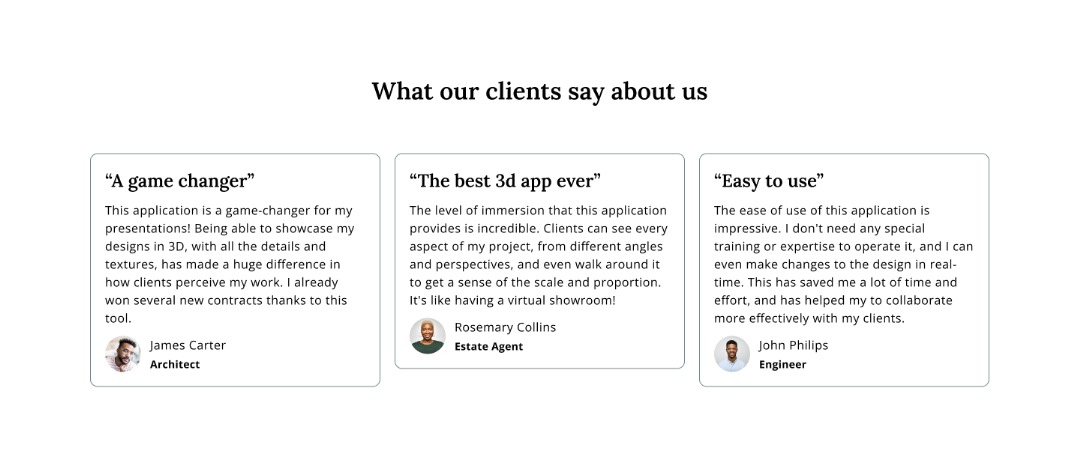 What our clients say about us
“A game changer”
This application is a game-changer for my
presentations! Being able to showcase my
designs in 3D, with all the details and
textures, has made a huge difference in
how clients perceive my work. I already
won several new contracts thanks to this
tool.
James Carter
Architect
“The best 3d app ever”
The level of immersion that this application
provides is incredible. Clients can see every
aspect of my project, from different angles
and perspectives, and even walk around it
to get a sense of the scale and proportion.
It's like having a virtual showroom!
Rosemary Collins
Estate Agent
“Easy to use”
The ease of use of this application is
impressive. I don't need any special
training or expertise to operate it, and I can
even make changes to the design in real-
time. This has saved me a lot of time and
effort, and has helped my to collaborate
more effectively with my clients.
John Philips
Engineer